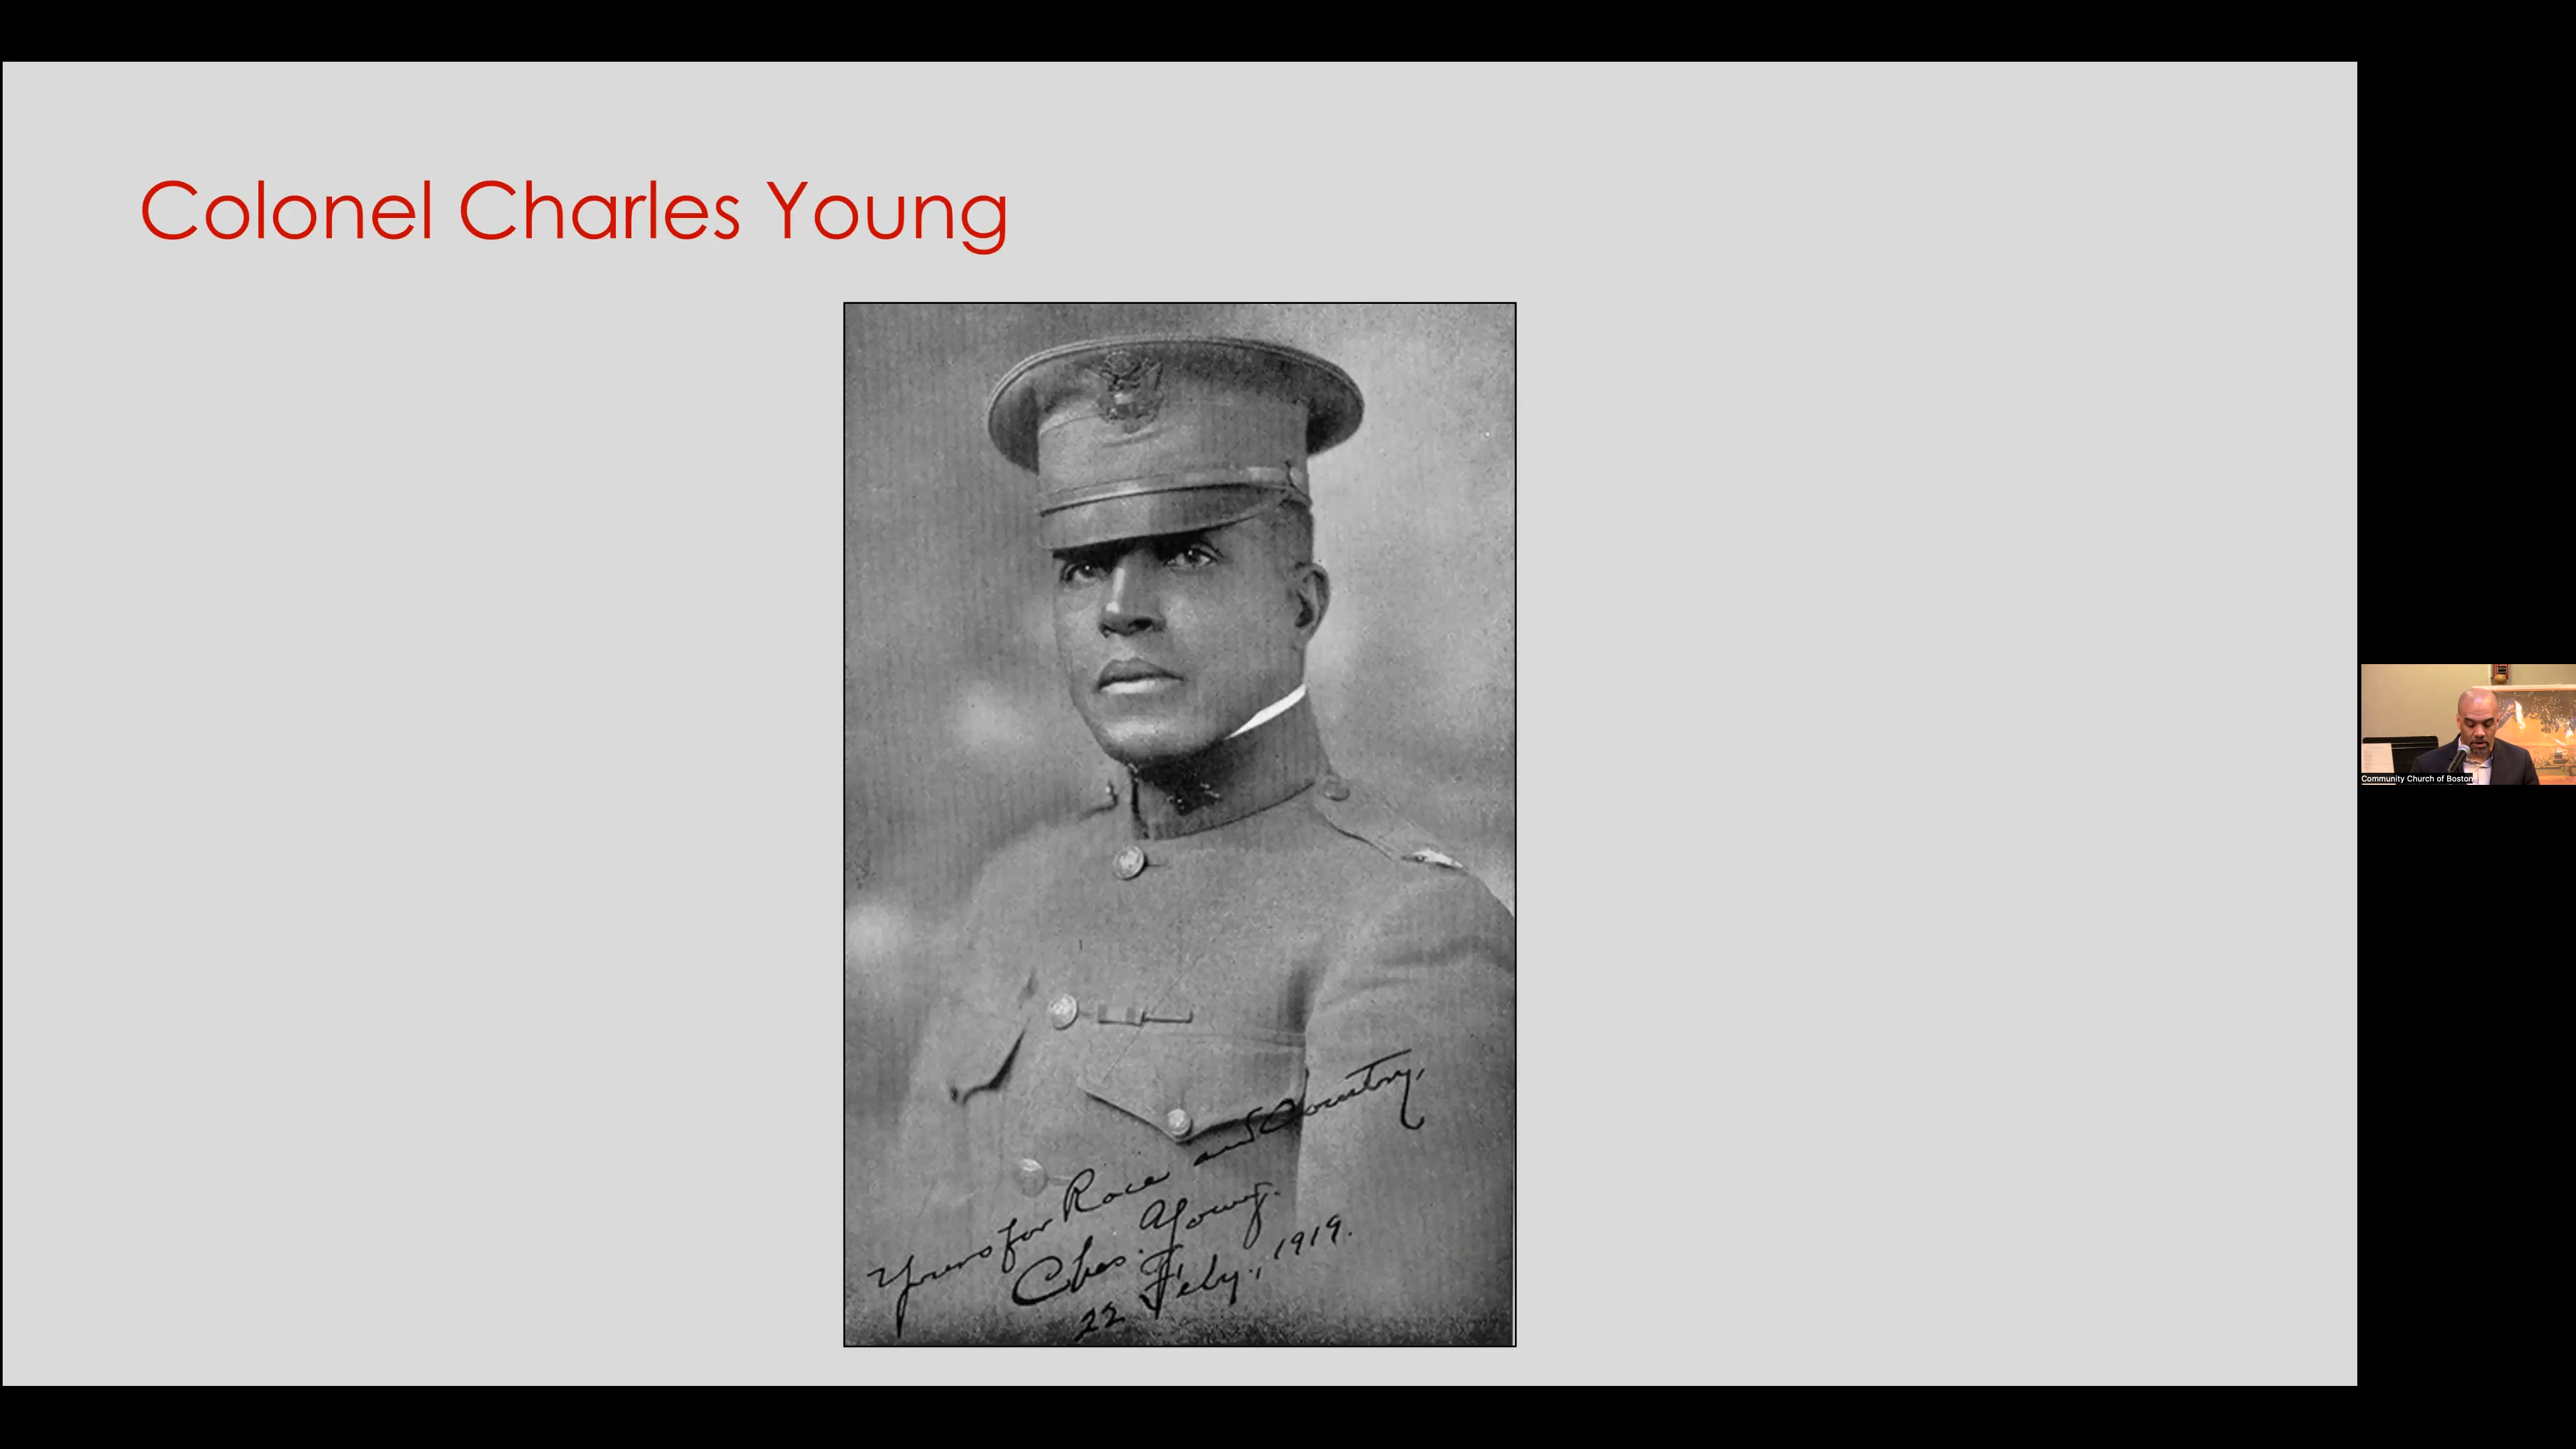 Colonel Charles Young
Yours for Race and Country,
Chas. Young.
22 Feby., 1919.
Community Church of Boston